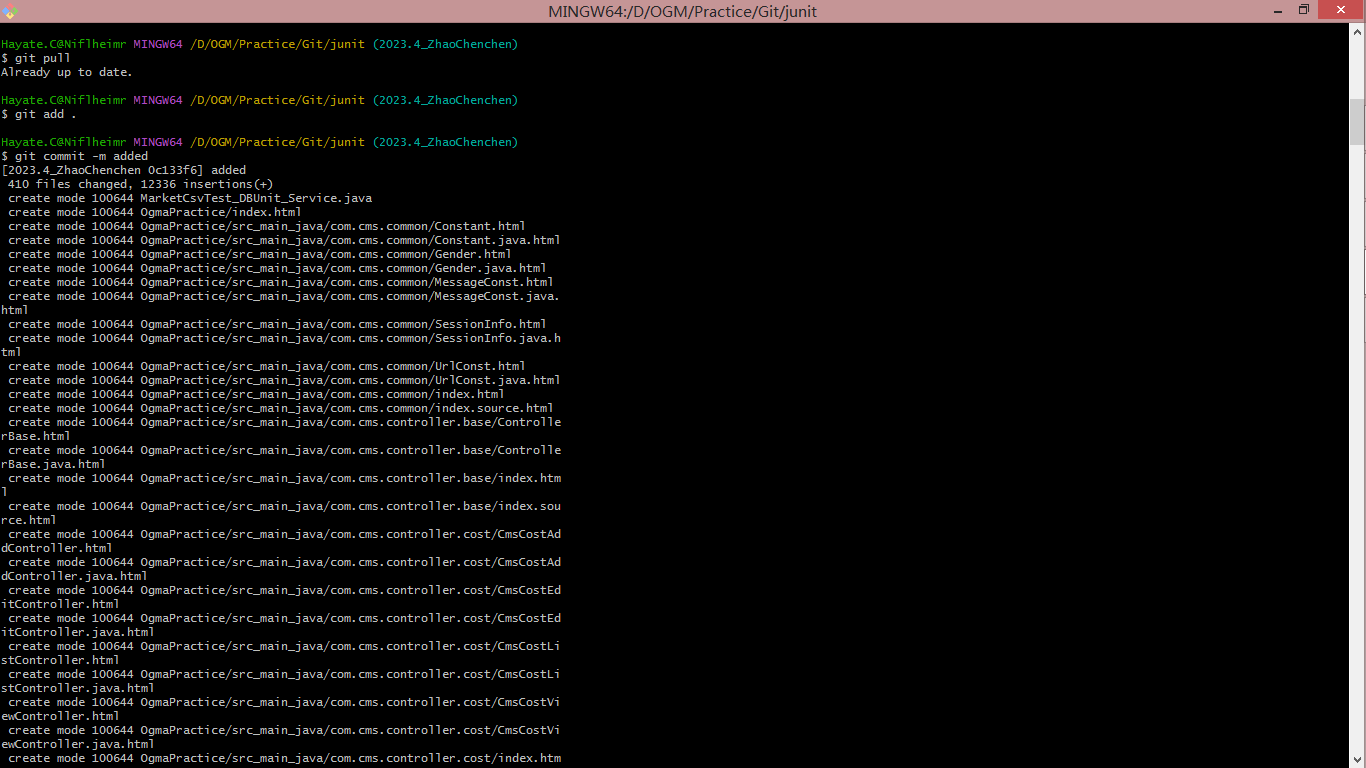 MINGW64:/D/OGM/Practice/Git/junit
Hayate.C@Niflheimr MINGW64 /D/OGM/Practice/Git/junit (2023.4_ZhaoChenchen)
$ git pull
Already up to date.
Hayate.C@Niflheimr MINGW64 /D/OGM/Practice/Git/junit (2023.4_ZhaoChenchen)
$ git add .
Hayate.C@Niflheimr MINGW64 /D/OGM/Practice/Git/junit (2023.4_ZhaoChenchen)
$ git commit -m added
[2023.4_ZhaoChenchen 0c133f6] added
 410 files changed, 12336 insertions(+)
 create mode 100644 MarketCsvTest_DBUnit_Service.java
 create mode 100644 OgmaPractice/index.html
 create mode 100644 OgmaPractice/src_main_java/com.cms.common/Constant.html
 create mode 100644 OgmaPractice/src_main_java/com.cms.common/Constant.java.html
 create mode 100644 OgmaPractice/src_main_java/com.cms.common/Gender.html
 create mode 100644 OgmaPractice/src_main_java/com.cms.common/Gender.java.html
 create mode 100644 OgmaPractice/src_main_java/com.cms.common/MessageConst.html
 create mode 100644 OgmaPractice/src_main_java/com.cms.common/MessageConst.java.
html
 create mode 100644 OgmaPractice/src_main_java/com.cms.common/SessionInfo.html
 create mode 100644 OgmaPractice/src_main_java/com.cms.common/SessionInfo.java.h
tml
 create mode 100644 OgmaPractice/src_main_java/com.cms.common/UrlConst.html
 create mode 100644 OgmaPractice/src_main_java/com.cms.common/UrlConst.java.html
 create mode 100644 OgmaPractice/src_main_java/com.cms.common/index.html
 create mode 100644 OgmaPractice/src_main_java/com.cms.common/index.source.html
 create mode 100644 OgmaPractice/src_main_java/com.cms.controller.base/Controlle
rBase.html
 create mode 100644 OgmaPractice/src_main_java/com.cms.controller.base/Controlle
rBase.java.html
 create mode 100644 OgmaPractice/src_main_java/com.cms.controller.base/index.htm
l
 create mode 100644 OgmaPractice/src_main_java/com.cms.controller.base/index.sou
rce.html
 create mode 100644 OgmaPractice/src_main_java/com.cms.controller.cost/CmsCostAd
dController.html
 create mode 100644 OgmaPractice/src_main_java/com.cms.controller.cost/CmsCostAd
dController.java.html
 create mode 100644 OgmaPractice/src_main_java/com.cms.controller.cost/CmsCostEd
itController.html
 create mode 100644 OgmaPractice/src_main_java/com.cms.controller.cost/CmsCostEd
itController.java.html
 create mode 100644 OgmaPractice/src_main_java/com.cms.controller.cost/CmsCostLi
stController.html
 create mode 100644 OgmaPractice/src_main_java/com.cms.controller.cost/CmsCostLi
stController.java.html
 create mode 100644 OgmaPractice/src_main_java/com.cms.controller.cost/CmsCostVi
ewController.html
 create mode 100644 OgmaPractice/src_main_java/com.cms.controller.cost/CmsCostVi
ewController.java.html
 create mode 100644 OgmaPractice/src_main_java/com.cms.controller.cost/index.htm